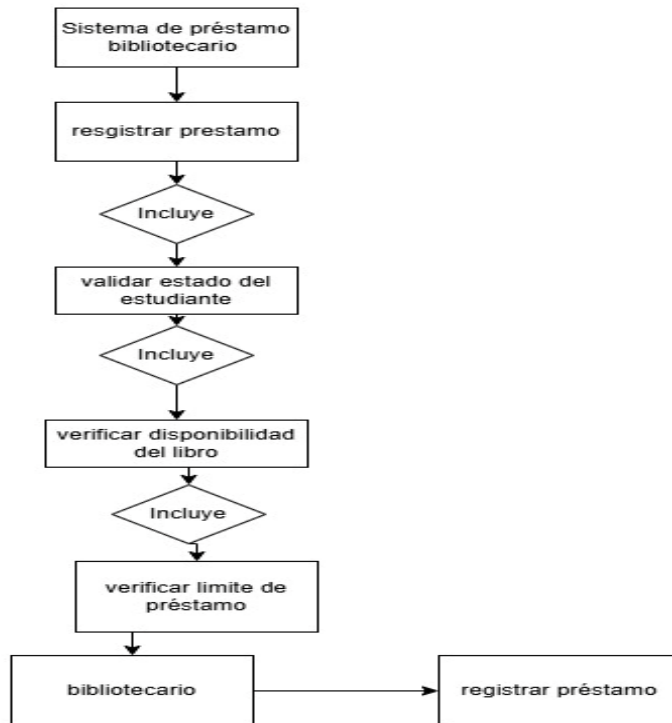 Sistema de préstamo
bibliotecario
resgistrar prestamo
Incluye
validar estado del
estudiante
Incluye
verificar disponibilidad
del libro
Incluye
verificar limite de
préstamo
bibliotecario
registrar préstamo